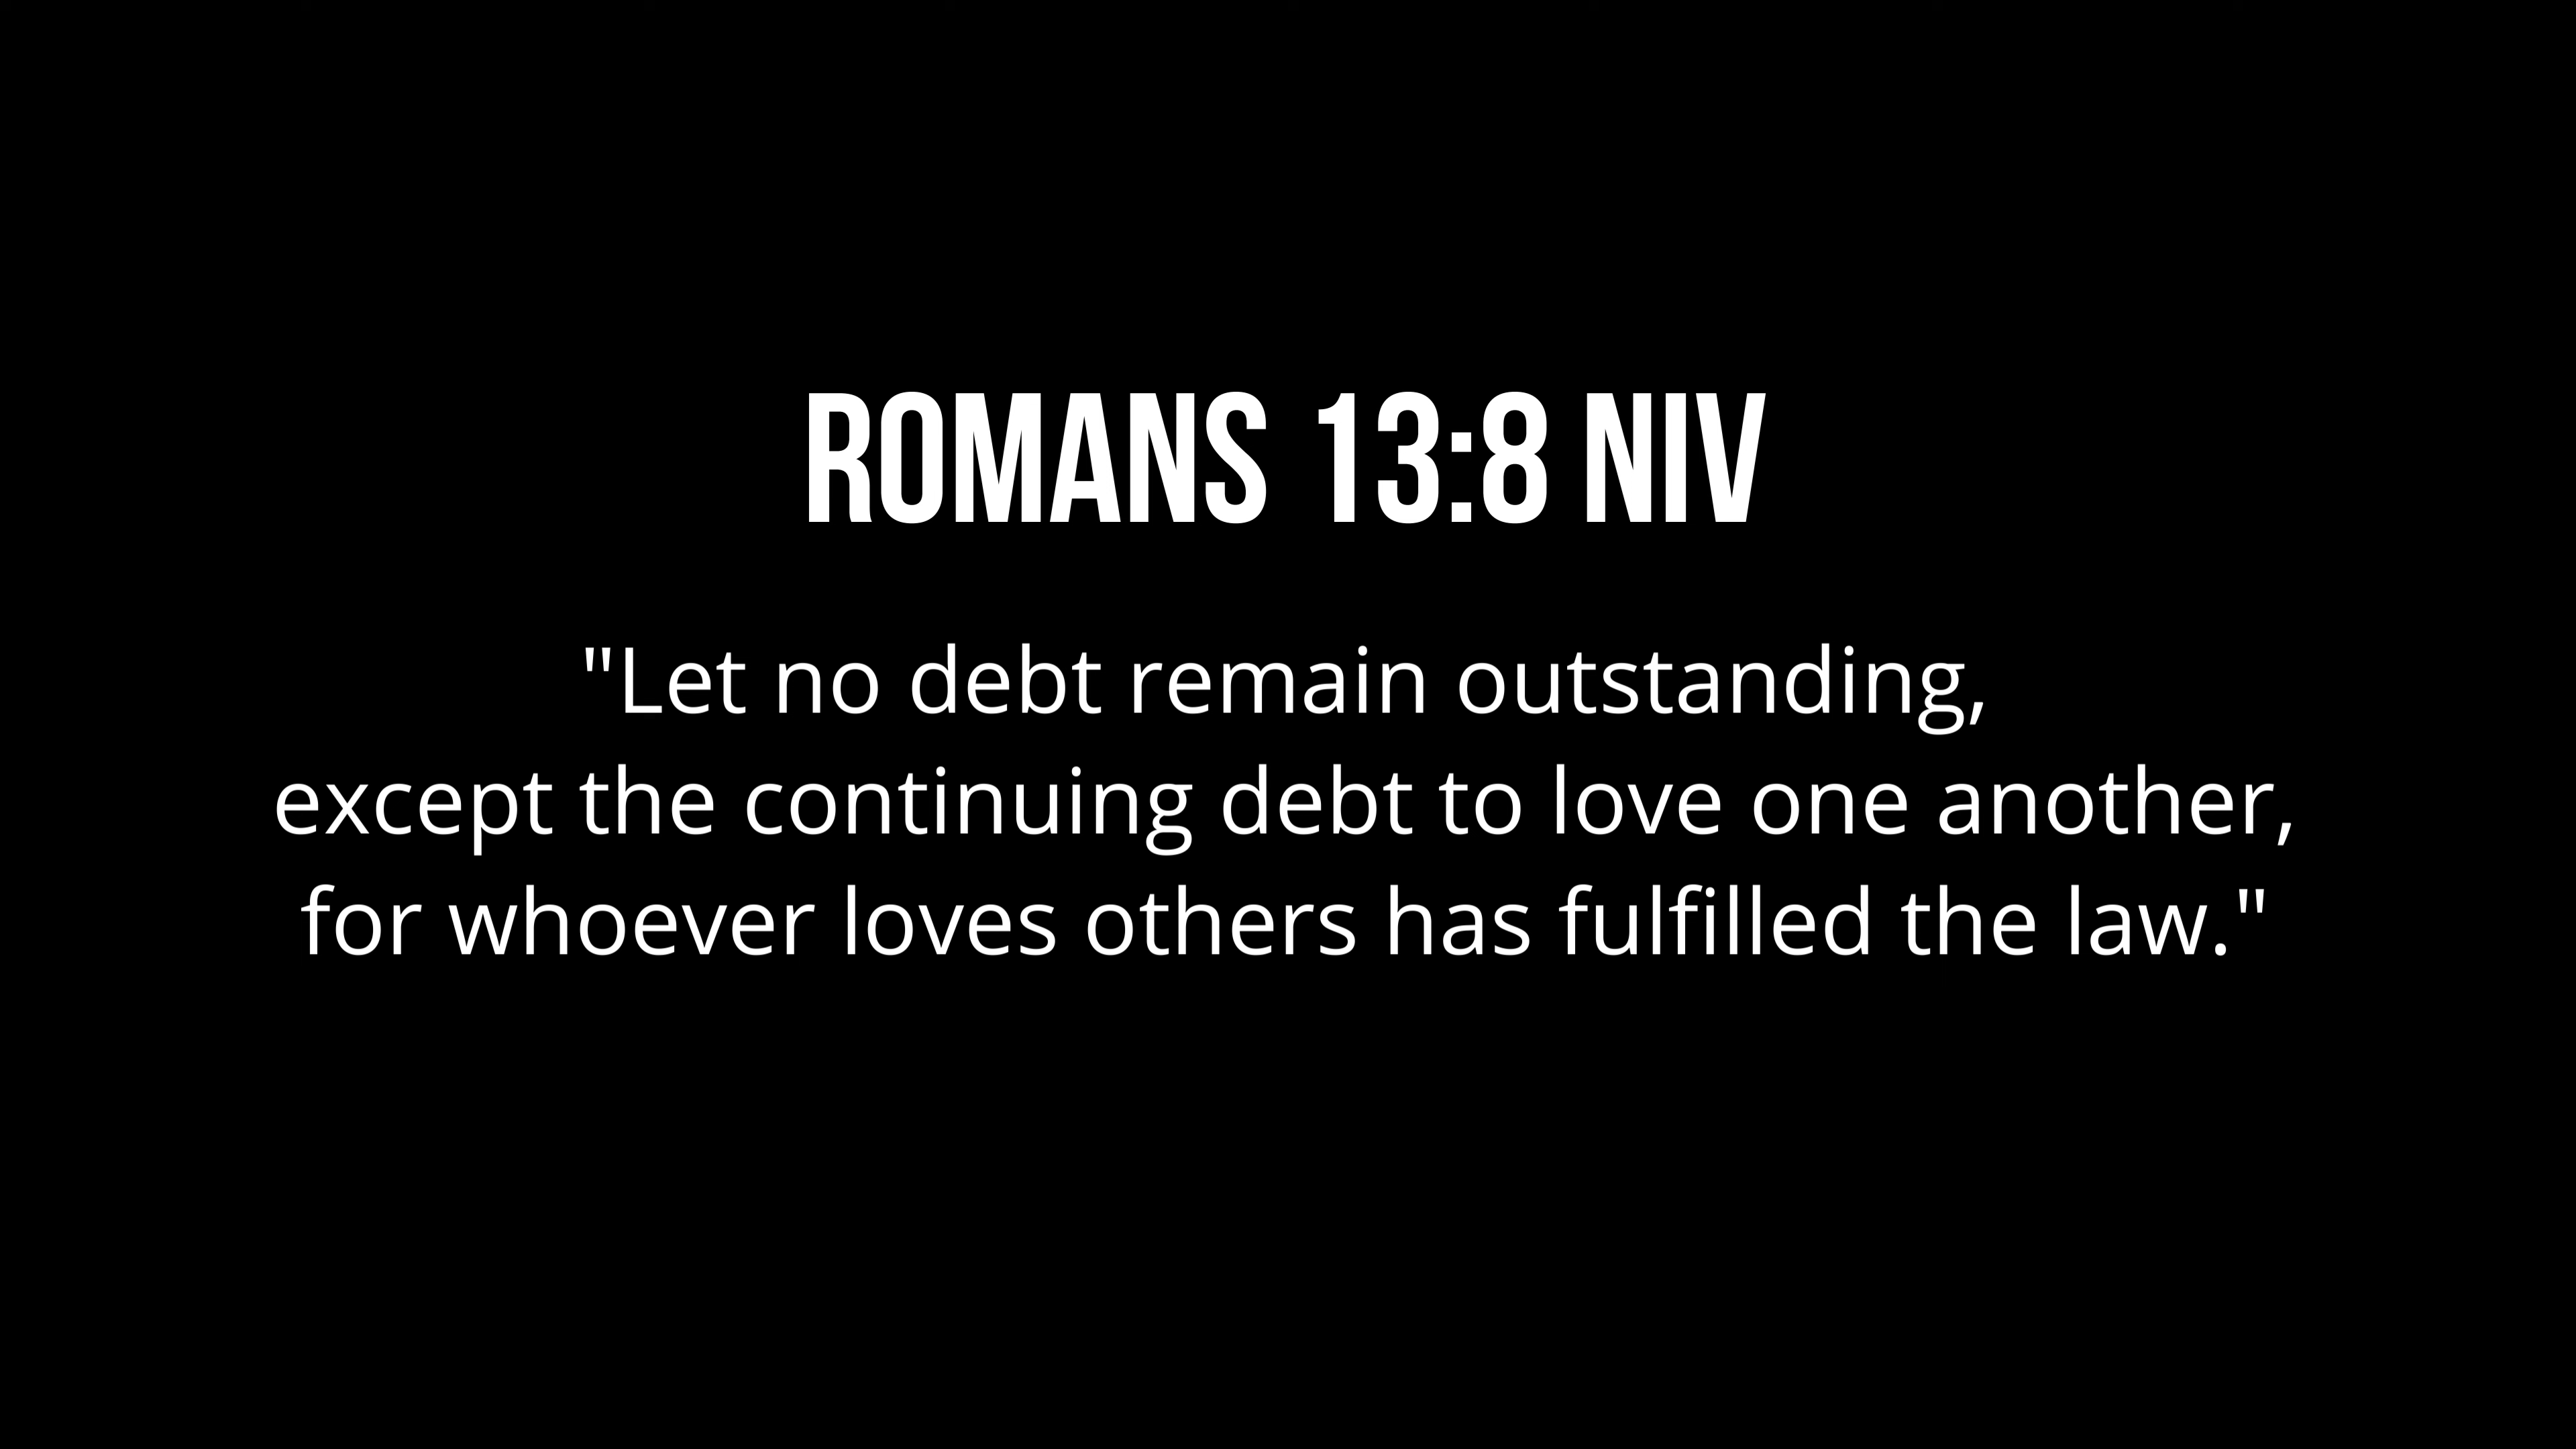 ROMANS 13:8 NIV
"Let no debt remain outstanding,
except the continuing debt to love one another,
for whoever loves others has fulfilled the law."